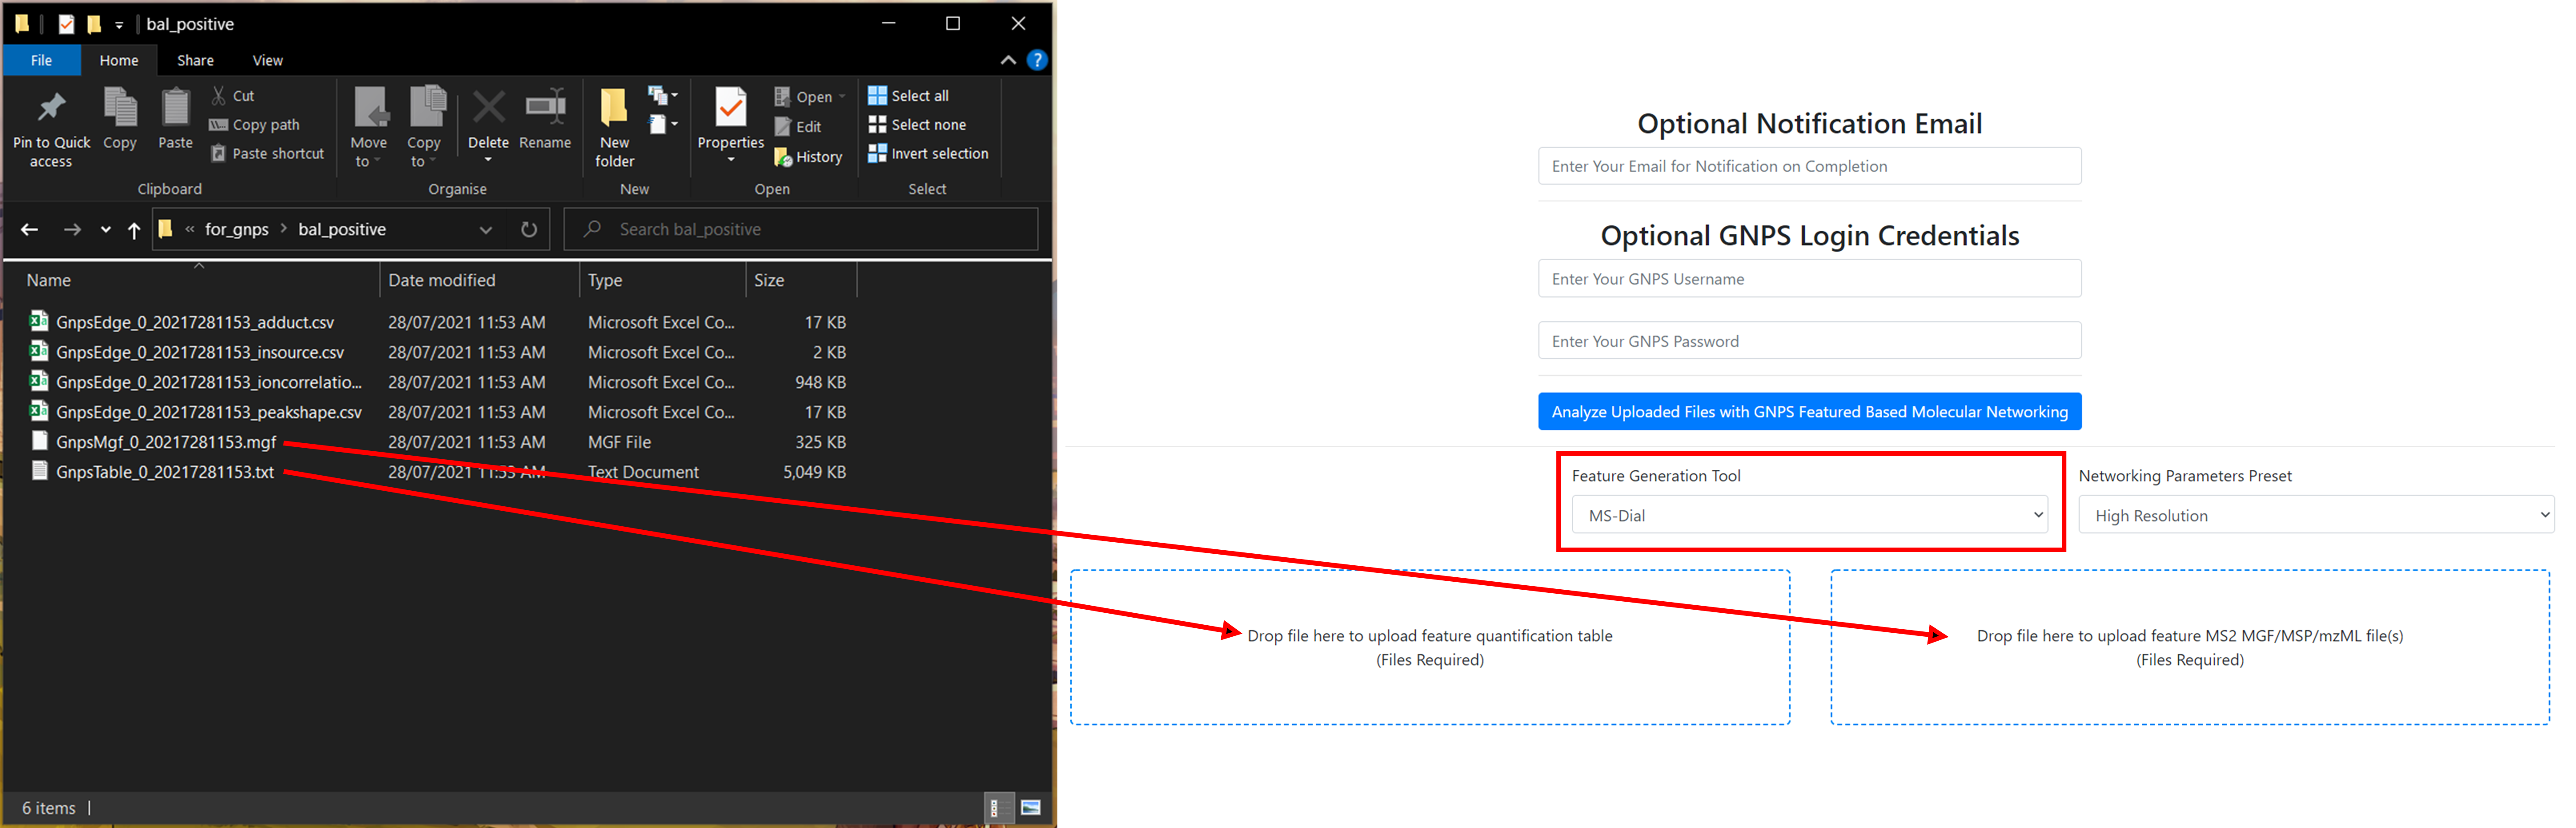 bal_positive
File Home Share View
Pin to Quick access
Copy
Paste
Cut
Copy path
Paste shortcut
Clipboard
Move to
Copy to
Delete
Rename
Organise
New folder
New
Properties
Open
Edit
History
Open
Select all
Select none
Invert selection
Select
« for_gnps > bal_positive
Search bal_positive
Name Date modified Type Size
GnpsEdge_0_20217281153_adduct.csv 28/07/2021 11:53 AM Microsoft Excel Co... 17 KB
GnpsEdge_0_20217281153_insource.csv 28/07/2021 11:53 AM Microsoft Excel Co... 2 KB
GnpsEdge_0_20217281153_ioncorrelatio... 28/07/2021 11:53 AM Microsoft Excel Co... 948 KB
GnpsEdge_0_20217281153_peakshape.csv 28/07/2021 11:53 AM Microsoft Excel Co... 17 KB
GnpsMgf_0_20217281153.mgf 28/07/2021 11:53 AM MGF File 325 KB
GnpsTable_0_20217281153.txt 28/07/2021 11:53 AM Text Document 5,049 KB
6 items
Optional Notification Email
Enter Your Email for Notification on Completion
Optional GNPS Login Credentials
Enter Your GNPS Username
Enter Your GNPS Password
Analyze Uploaded Files with GNPS Featured Based Molecular Networking
Feature Generation Tool
MS-Dial
Networking Parameters Preset
High Resolution
Drop file here to upload feature quantification table
(Files Required)
Drop file here to upload feature MS2 MGF/MSP/mzML file(s)
(Files Required)